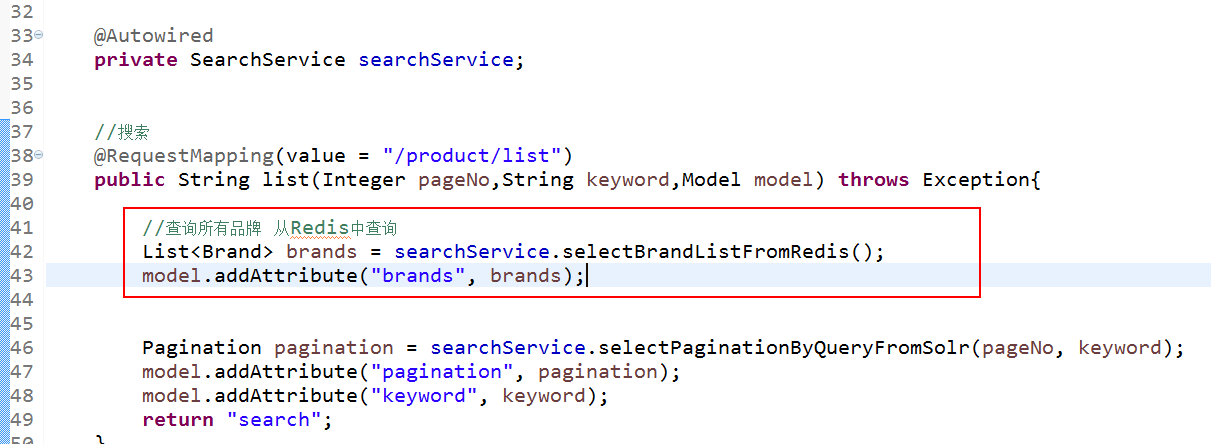 32
33 @Autowired
34 private SearchService searchService;
35
36
37 //搜索
38 @RequestMapping(value = "/product/list")
39 public String list(Integer pageNo,String keyword,Model model) throws Exception{
40
41 //查询所有品牌 从Redis中查询
42 List<Brand> brands = searchService.selectBrandListFromRedis();
43 model.addAttribute("brands", brands);
44
45
46 Pagination pagination = searchService.selectPaginationByQueryFromSolr(pageNo, keyword);
47 model.addAttribute("pagination", pagination);
48 model.addAttribute("keyword", keyword);
49 return "search";
50 }